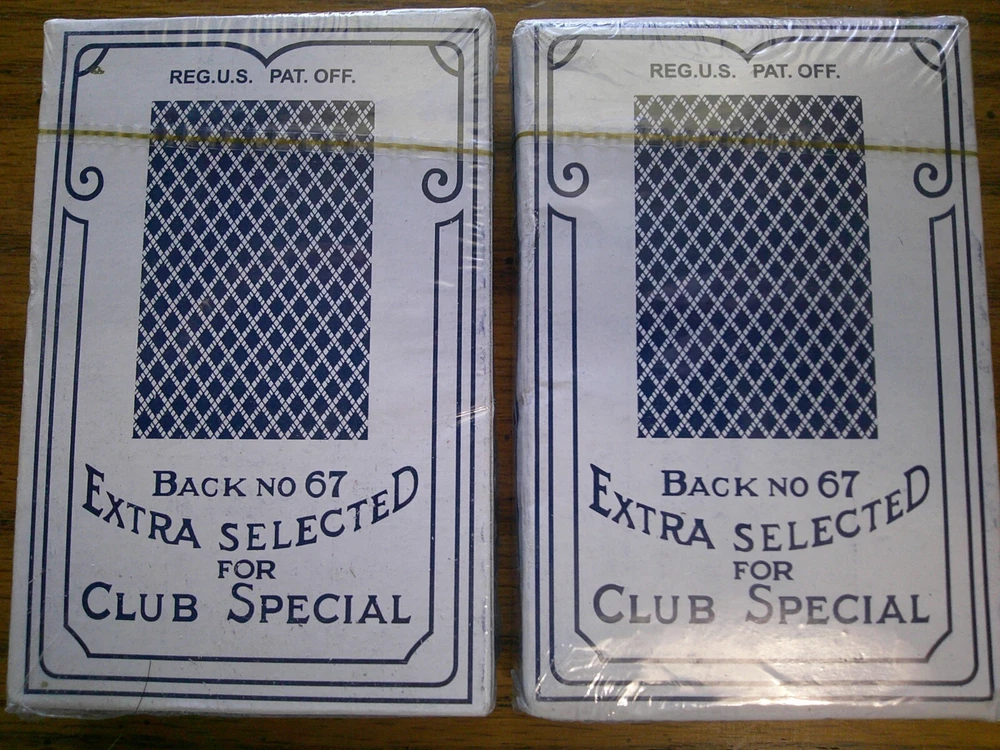 REG.U.S. PAT. OFF.
BACK NO 67
EXTRA SELECTED
FOR
CLUB SPECIAL
REG.U.S. PAT. OFF.
BACK NO 67
EXTRA SELECTED
FOR
CLUB SPECIAL